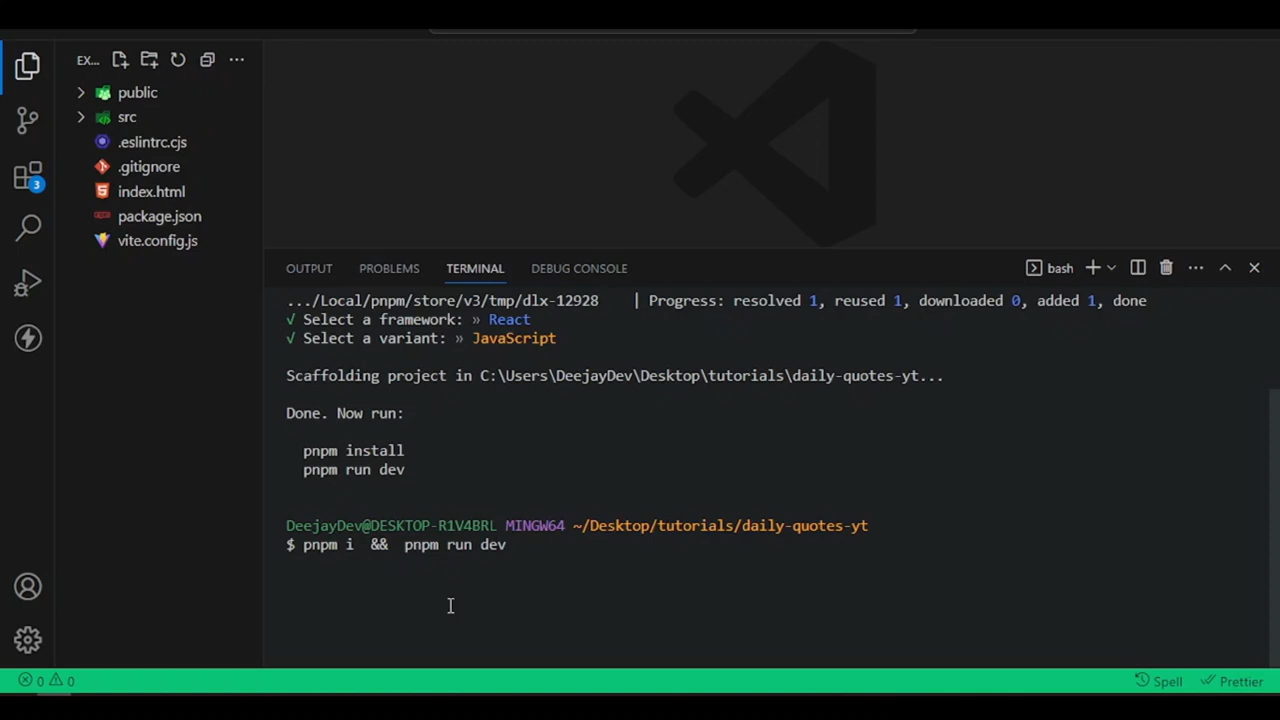 EX...
public
src
.eslintrc.cjs
.gitignore
index.html
package.json
vite.config.js
3
OUTPUT PROBLEMS TERMINAL DEBUG CONSOLE
bash
.../Local/pnpm/store/v3/tmp/dlx-12928 | Progress: resolved 1, reused 1, downloaded 0, added 1, done
√ Select a framework: » React
√ Select a variant: » JavaScript
Scaffolding project in C:\Users\DeejayDev\Desktop\tutorials\daily-quotes-yt...
Done. Now run:
pnpm install
pnpm run dev
DeejayDev@DESKTOP-R1V4BRL MINGW64 ~/Desktop/tutorials/daily-quotes-yt
$ pnpm i && pnpm run dev
0 0 Spell Prettier